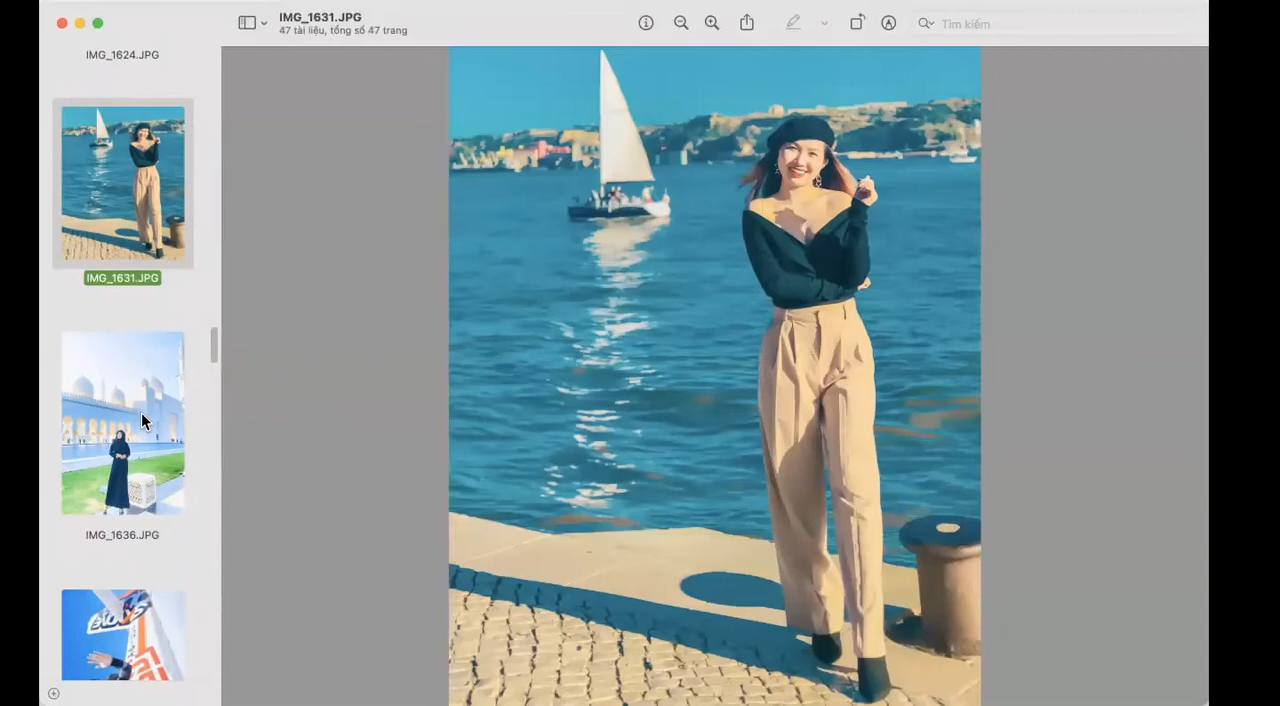 IMG_1631.JPG
47 tài liệu, tổng số 47 trang
Tìm kiếm
IMG_1624.JPG
IMG_1631.JPG
IMG_1636.JPG